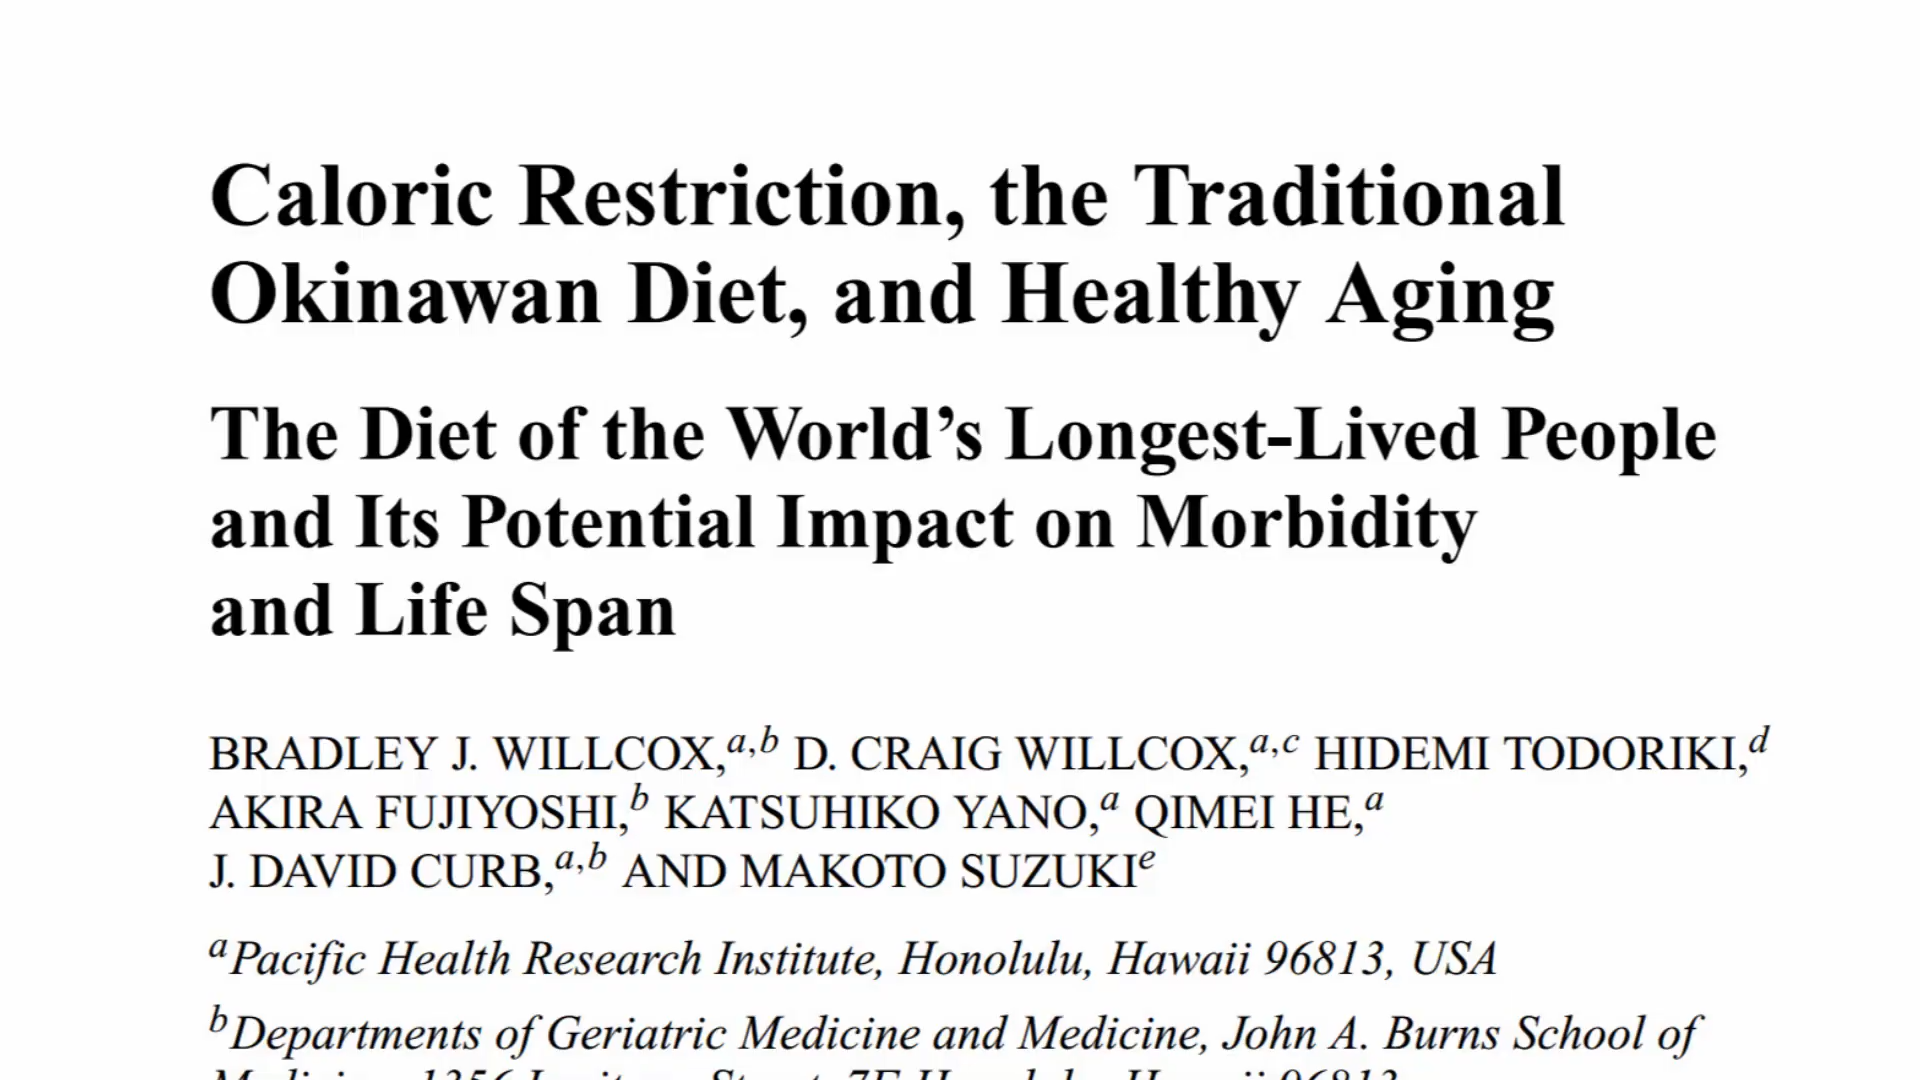 Caloric Restriction, the Traditional
Okinawan Diet, and Healthy Aging
The Diet of the World’s Longest-Lived People
and Its Potential Impact on Morbidity
and Life Span
BRADLEY J. WILLCOX,a,b D. CRAIG WILLCOX,a,c HIDEMI TODORIKI,d
AKIRA FUJIYOSHI,b KATSUHIKO YANO,a QIMEI HE,a
J. DAVID CURB,a,b AND MAKOTO SUZUKIe
aPacific Health Research Institute, Honolulu, Hawaii 96813, USA
bDepartments of Geriatric Medicine and Medicine, John A. Burns School of